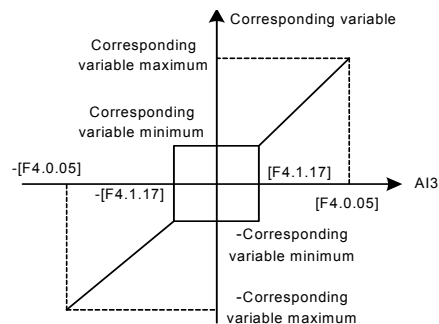 Corresponding variable
Corresponding
variable maximum
Corresponding
variable minimum
-[F4.0.05]
-[F4.1.17]
[F4.1.17]
AI3
[F4.0.05]
-Corresponding
variable minimum
-Corresponding
variable maximum